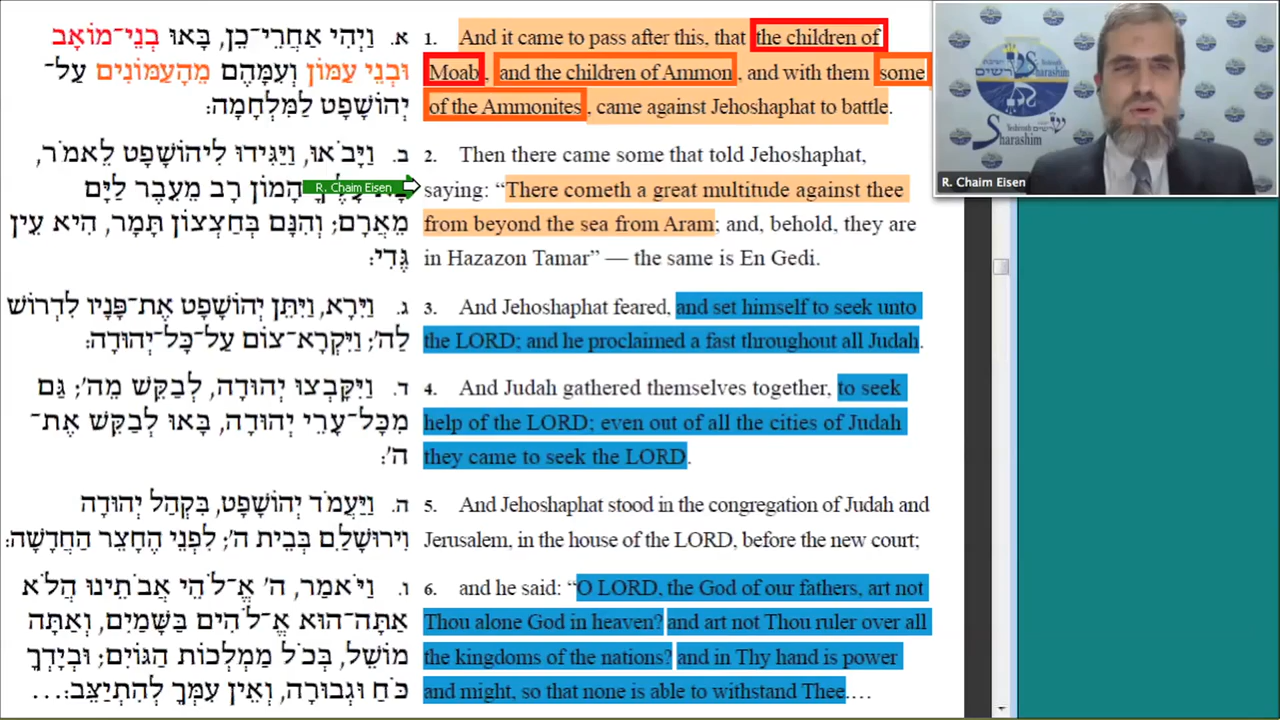 א. וַיְהִי אַחֲרֵי־כֵן, בָּאוּ בְנֵי־מוֹאָב
וּבְנֵי עַמּוֹן וְעִמָּהֶם מֵהָעַמּוֹנִים עַל־
יְהוֹשָׁפָט לַמִּלְחָמָה:
ב. וַיָּבֹאוּ, וַיַּגִּידוּ לִיהוֹשָׁפָט לֵאמֹר,
הָמוֹן רָב מֵעֵבֶר לַיָּם
מֵאֲרָם; וְהִנָּם בְּחַצְצוֹן תָּמָר, הִיא עֵין
גֶּדִי:
ג. וַיִּרָא, וַיִּתֵּן יְהוֹשָׁפָט אֶת־פָּנָיו לִדְרוֹשׁ
לַה'; וַיִּקְרָא־צוֹם עַל־כָּל־יְהוּדָה:
ד. וַיִּקָּבְצוּ יְהוּדָה, לְבַקֵּשׁ מֵה'; גַּם
מִכָּל־עָרֵי יְהוּדָה, בָּאוּ לְבַקֵּשׁ אֶת־
ה':
ה. וַיַּעֲמֹד יְהוֹשָׁפָט, בִּקְהַל יְהוּדָה
וִירוּשָׁלִַם בְּבֵית ה'; לִפְנֵי הֶחָצֵר הַחֲדָשָׁה:
ו. וַיֹּאמַר, ה' אֱ־לֹהֵי אֲבֹתֵינוּ הֲלֹא
אַתָּה־הוּא אֱ־לֹהִים בַּשָּׁמַיִם, וְאַתָּה
מוֹשֵׁל, בְּכֹל מַמְלְכוֹת הַגּוֹיִם; וּבְיָדְךָ
כֹּחַ וּגְבוּרָה, וְאֵין עִמְּךָ לְהִתְיַצֵּב:...
1. And it came to pass after this, that the children of
Moab, and the children of Ammon, and with them some
of the Ammonites, came against Jehoshaphat to battle.
2. Then there came some that told Jehoshaphat,
saying: “There cometh a great multitude against thee
from beyond the sea from Aram; and, behold, they are
in Hazazon Tamar” — the same is En Gedi.
3. And Jehoshaphat feared, and set himself to seek unto
the LORD; and he proclaimed a fast throughout all Judah.
4. And Judah gathered themselves together, to seek
help of the LORD; even out of all the cities of Judah
they came to seek the LORD.
5. And Jehoshaphat stood in the congregation of Judah and
Jerusalem, in the house of the LORD, before the new court;
6. and he said: “O LORD, the God of our fathers, art not
Thou alone God in heaven? and art not Thou ruler over all
the kingdoms of the nations? and in Thy hand is power
and might, so that none is able to withstand Thee.…
R. Chaim Eisen
Yeshivath
Sharashim
R. Chaim Eisen